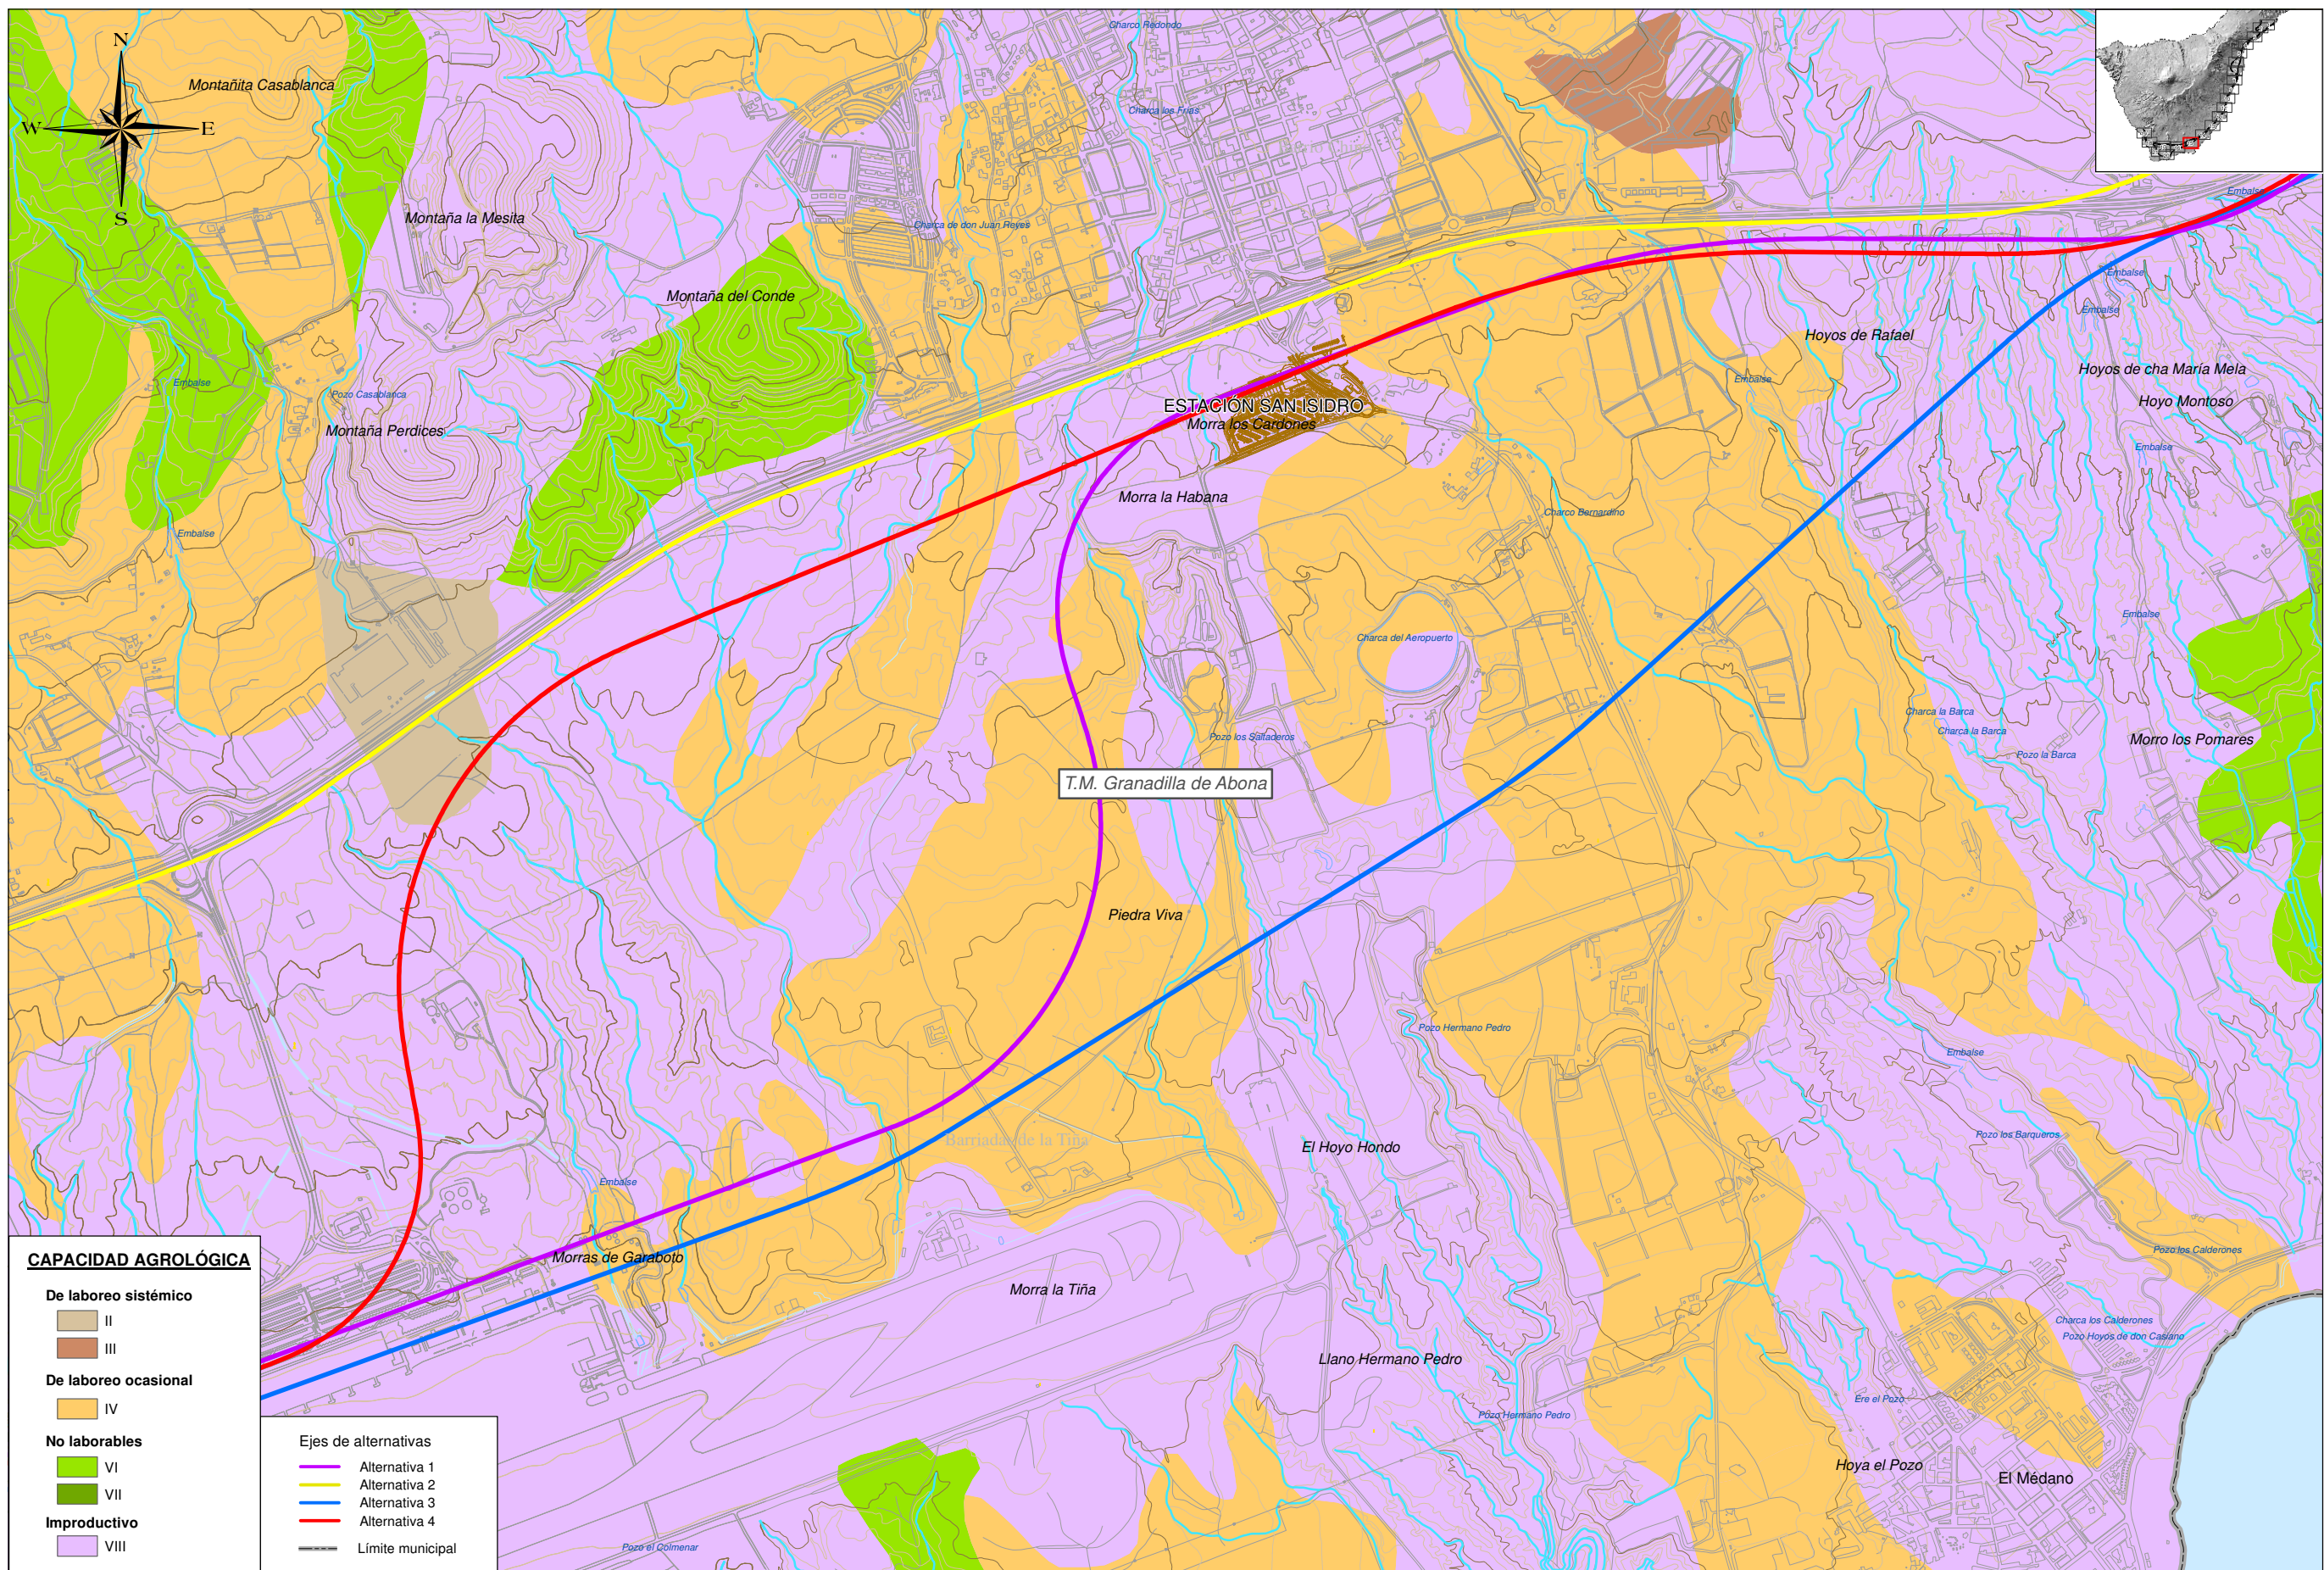 Charco Redondo
N
Montañita Casablanca
Charca los Frias
W
E
S
Embalse
Montaña la Mesita
Charca de don Juan Reyes
Embalse
Montaña del Conde
Embalse
Hoyos de Rafael
Hoyos de cha María Mela
Embalse
Embalse
Pozo Casablanca
Hoyo Montoso
ESTACIÓN SAN ISIDRO
Morra los Cardones
Montaña Perdices
Embalse
Morra la Habana
Charco Bernardino
Embalse
Embalse
Charca del Aeropuerto
Charca la Barca
Charca la Barca
Pozo los Saltaderos
Morro los Pomares
Pozo la Barca
T.M. Granadilla de Abona
Piedra Viva
Pozo Hermano Pedro
Embalse
Barriadas de la Tiña
Pozo los Barqueros
El Hoyo Hondo
Embalse
Pozo los Calderones
Morras de Garaboto
Morra la Tiña
Charca los Calderones
Pozo Hoyos de don Casiano
Llano Hermano Pedro
Ere el Pozo
Pozo Hermano Pedro
Hoya el Pozo
El Médano
Pozo el Colmenar
CAPACIDAD AGROLÓGICA
De laboreo sistémico
II
III
De laboreo ocasional
IV
No laborables
VI
VII
Improductivo
VIII
Ejes de alternativas
Alternativa 1
Alternativa 2
Alternativa 3
Alternativa 4
Límite municipal